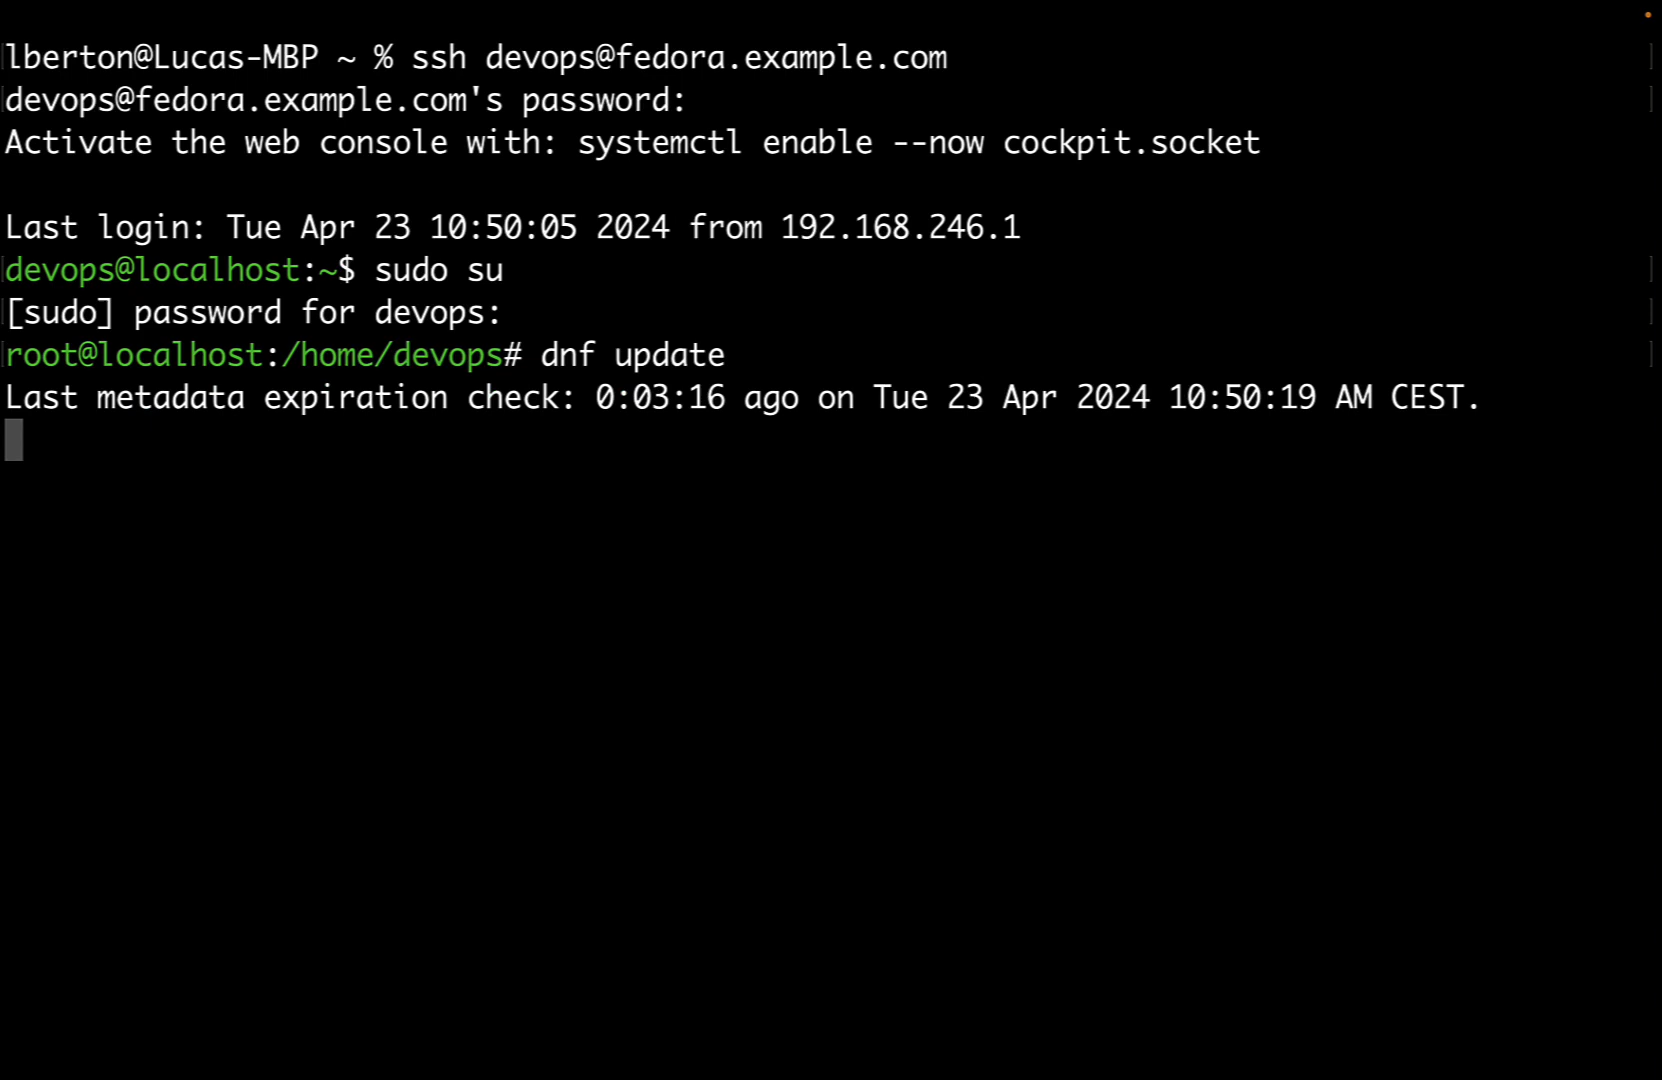 lberton@Lucas-MBP ~ % ssh devops@fedora.example.com
devops@fedora.example.com's password:
Activate the web console with: systemctl enable --now cockpit.socket
Last login: Tue Apr 23 10:50:05 2024 from 192.168.246.1
devops@localhost:~$ sudo su
[sudo] password for devops:
root@localhost:/home/devops# dnf update
Last metadata expiration check: 0:03:16 ago on Tue 23 Apr 2024 10:50:19 AM CEST.